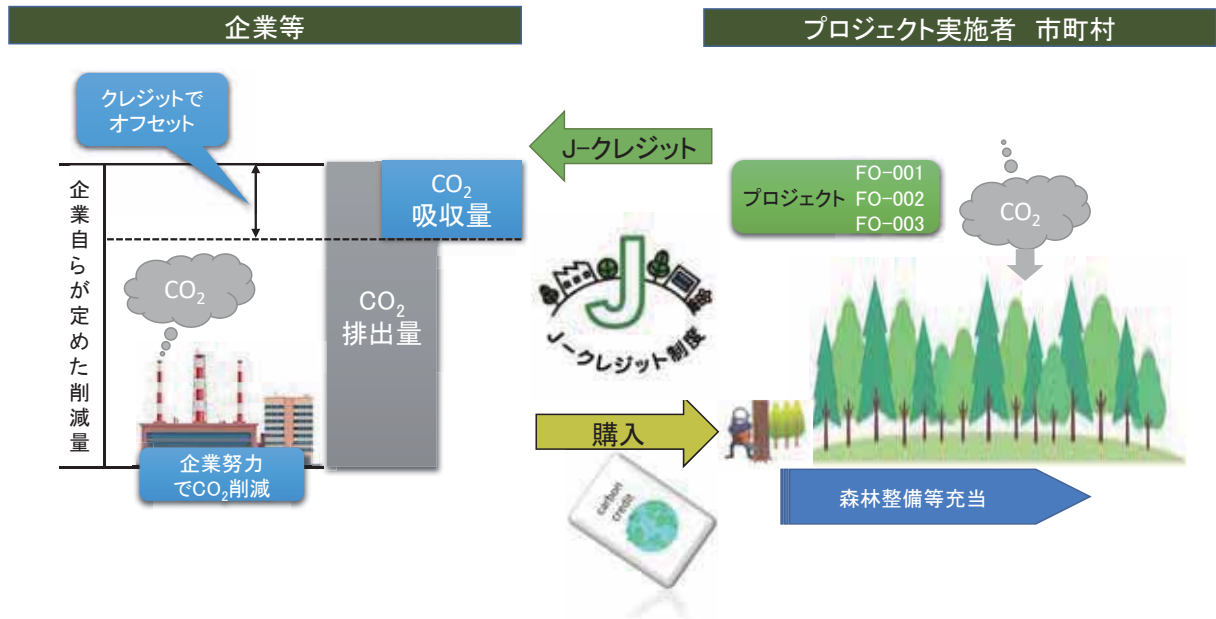 企業等
プロジェクト実施者 市町村
クレジットで
オフセット
企業自らが定めた削減量
CO₂
吸収量
CO₂
排出量
CO₂
企業努力
でCO₂削減
J-クレジット
J
J-クレジット制度
購入
carbon
credit
プロジェクト
FO-001
FO-002
FO-003
CO₂
森林整備等充当